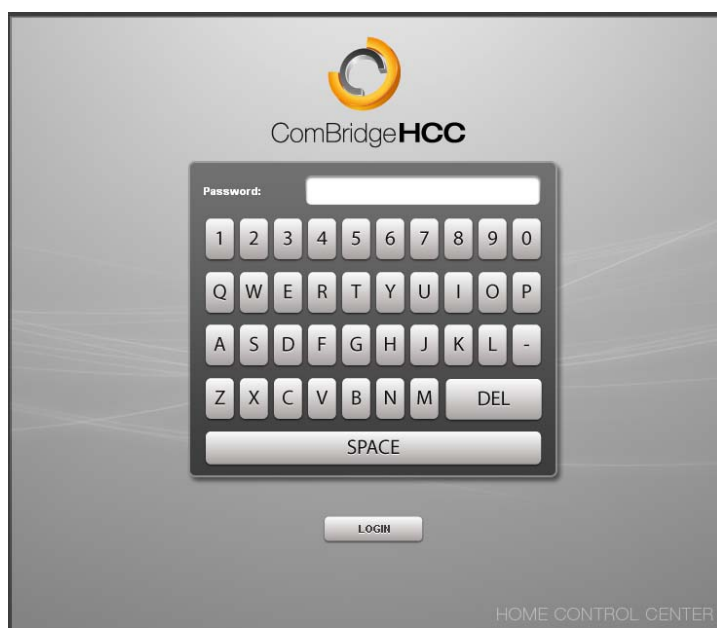 ComBridgeHCC
Password:
1 2 3 4 5 6 7 8 9 0
Q W E R T Y U I O P
A S D F G H J K L -
Z X C V B N M DEL
SPACE
LOGIN
HOME CONTROL CENTER